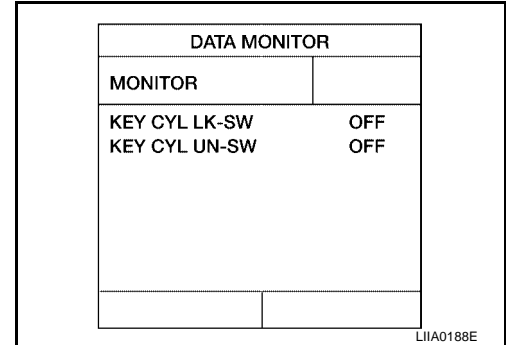 DATA MONITOR
MONITOR
KEY CYL LK-SW OFF
KEY CYL UN-SW OFF
LIIA0188E